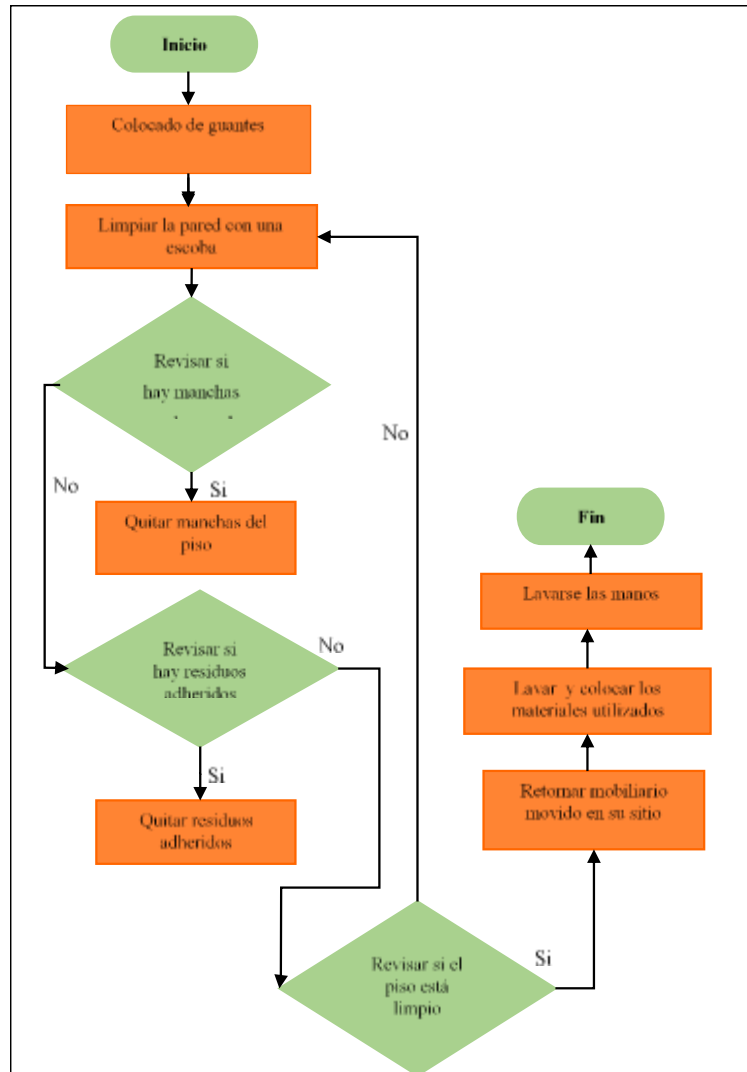 Inicio
Colocado de guantes
Limpiar la pared con una
escoba
Revisar si
hay manchas
No
Si
Quitar manchas del
piso
Revisar si
hay residuos
adheridos
No
Si
Quitar residuos
adheridos
No
Revisar si el
piso está
limpio
Si
Retornar mobiliario
movido en su sitio
Lavar y colocar los
materiales utilizados
Lavarse las manos
Fin